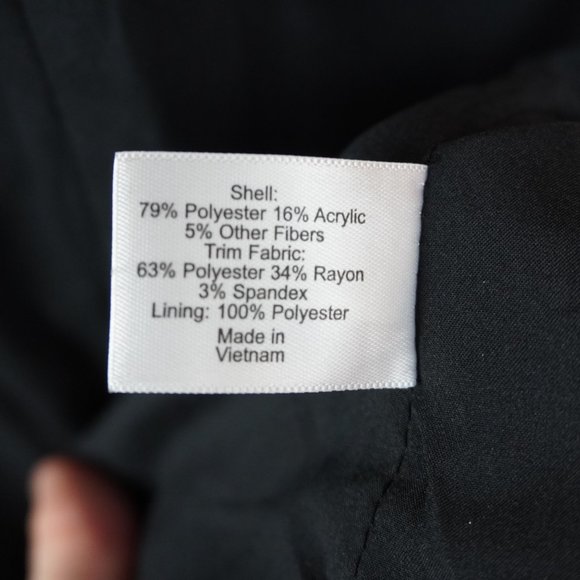 Shell:
79% Polyester 16% Acrylic
5% Other Fibers
Trim Fabric:
63% Polyester 34% Rayon
3% Spandex
Lining: 100% Polyester
Made in
Vietnam